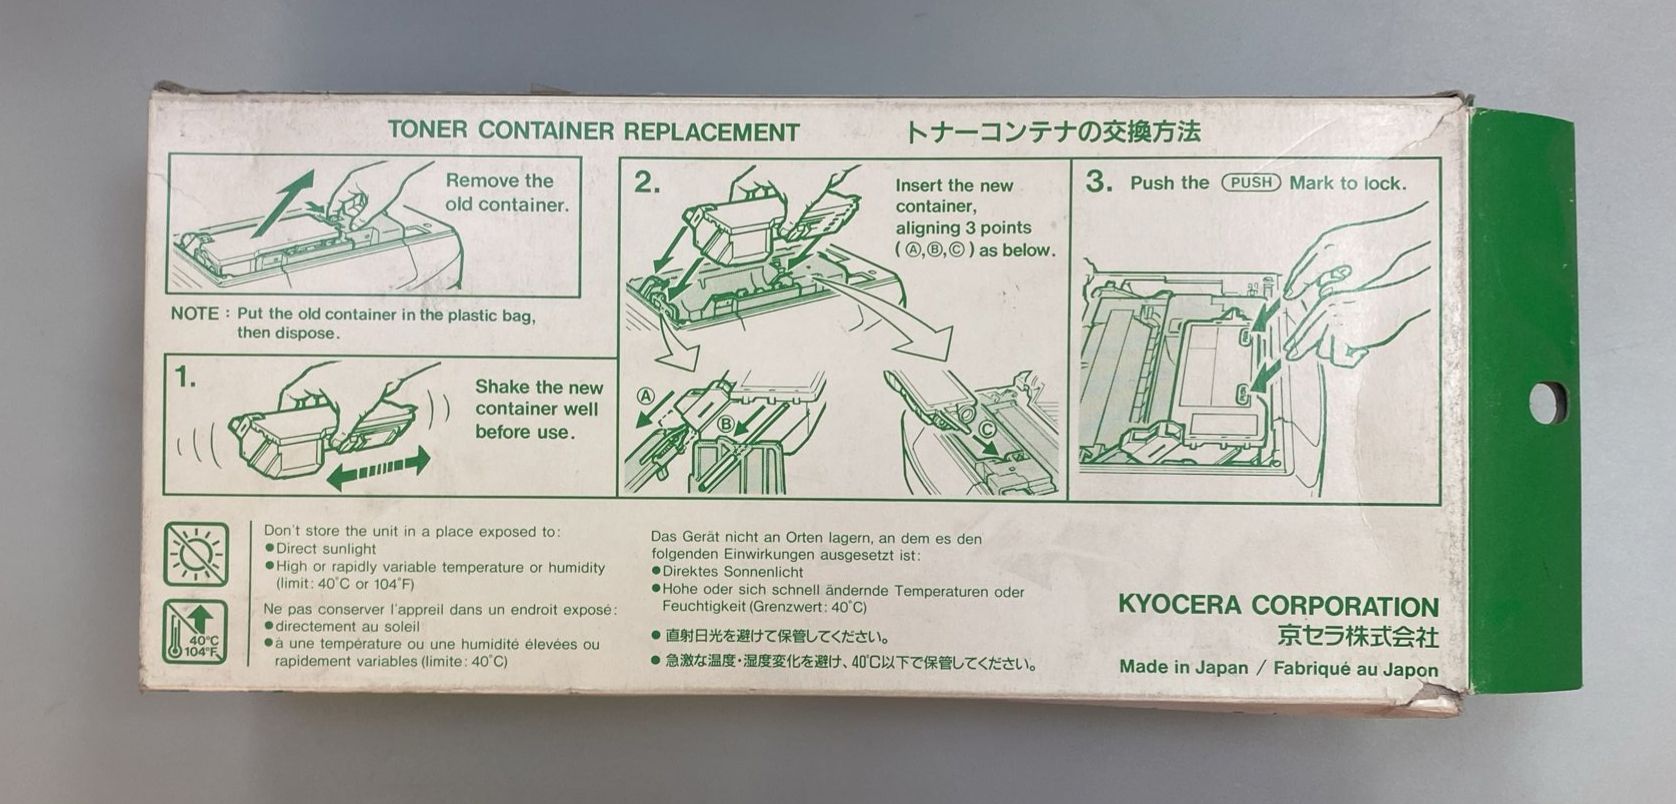 TONER CONTAINER REPLACEMENT
トナーコンテナの交換方法
Remove the
old container.
NOTE : Put the old container in the plastic bag,
then dispose.
1.
Shake the new
container well
before use.
2.
Insert the new
container,
aligning 3 points
( Ⓐ,Ⓑ,Ⓒ ) as below.
Ⓐ
Ⓑ
Ⓒ
3. Push the PUSH Mark to lock.
Don't store the unit in a place exposed to:
●Direct sunlight
●High or rapidly variable temperature or humidity
(limit: 40°C or 104°F)
40°C
104°F
Ne pas conserver l'appreil dans un endroit exposé:
●directement au soleil
●à une température ou une humidité élevées ou
rapidement variables (limite: 40°C)
Das Gerät nicht an Orten lagern, an dem es den
folgenden Einwirkungen ausgesetzt ist:
●Direktes Sonnenlicht
●Hohe oder sich schnell ändernde Temperaturen oder
Feuchtigkeit (Grenzwert: 40°C)
● 直射日光を避けて保管してください。
● 急激な温度・湿度変化を避け、40℃以下で保管してください。
KYOCERA CORPORATION
京セラ株式会社
Made in Japan / Fabriqué au Japon